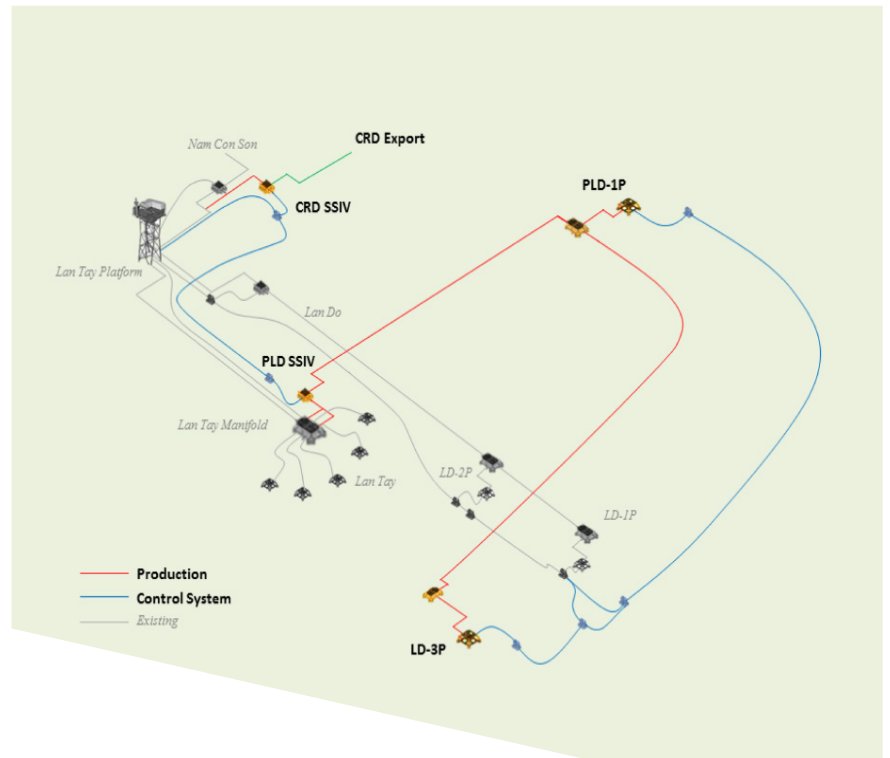 CRD Export
Nam Con Son
PLD-1P
CRD SSIV
Lan Tay Platform
Lan Do
PLD SSIV
Lan Tay Manifold
LD-2P
Lan Tay
LD-1P
Production
Control System
Existing
LD-3P